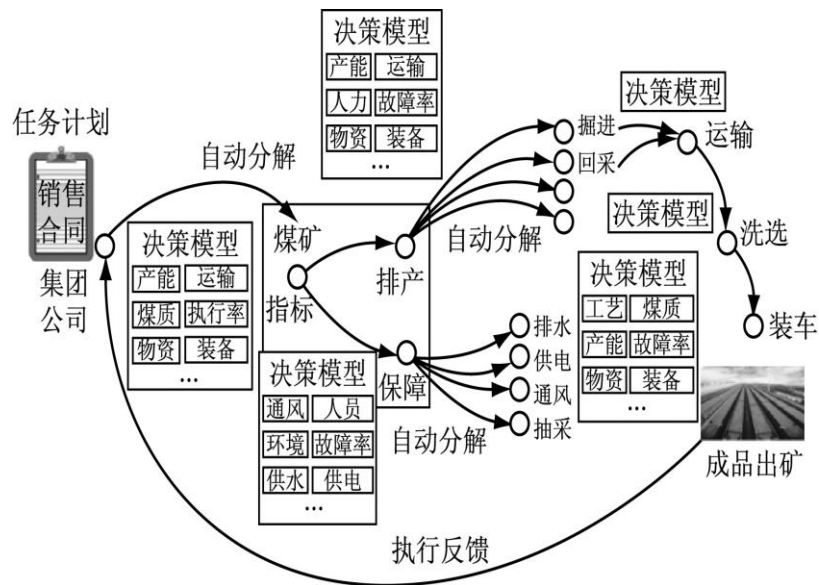 任务计划
销售
合同
集团
公司
自动分解
决策模型
产能 运输
煤质 执行率
物资 装备
...
煤矿
指标
排产
保障
决策模型
产能 运输
人力 故障率
物资 装备
...
决策模型
通风 人员
环境 故障率
供水 供电
...
自动分解
掘进
回采
自动分解
排水
供电
通风
抽采
决策模型
运输
决策模型
洗选
装车
决策模型
工艺 煤质
产能 故障率
物资 装备
...
成品出矿
执行反馈